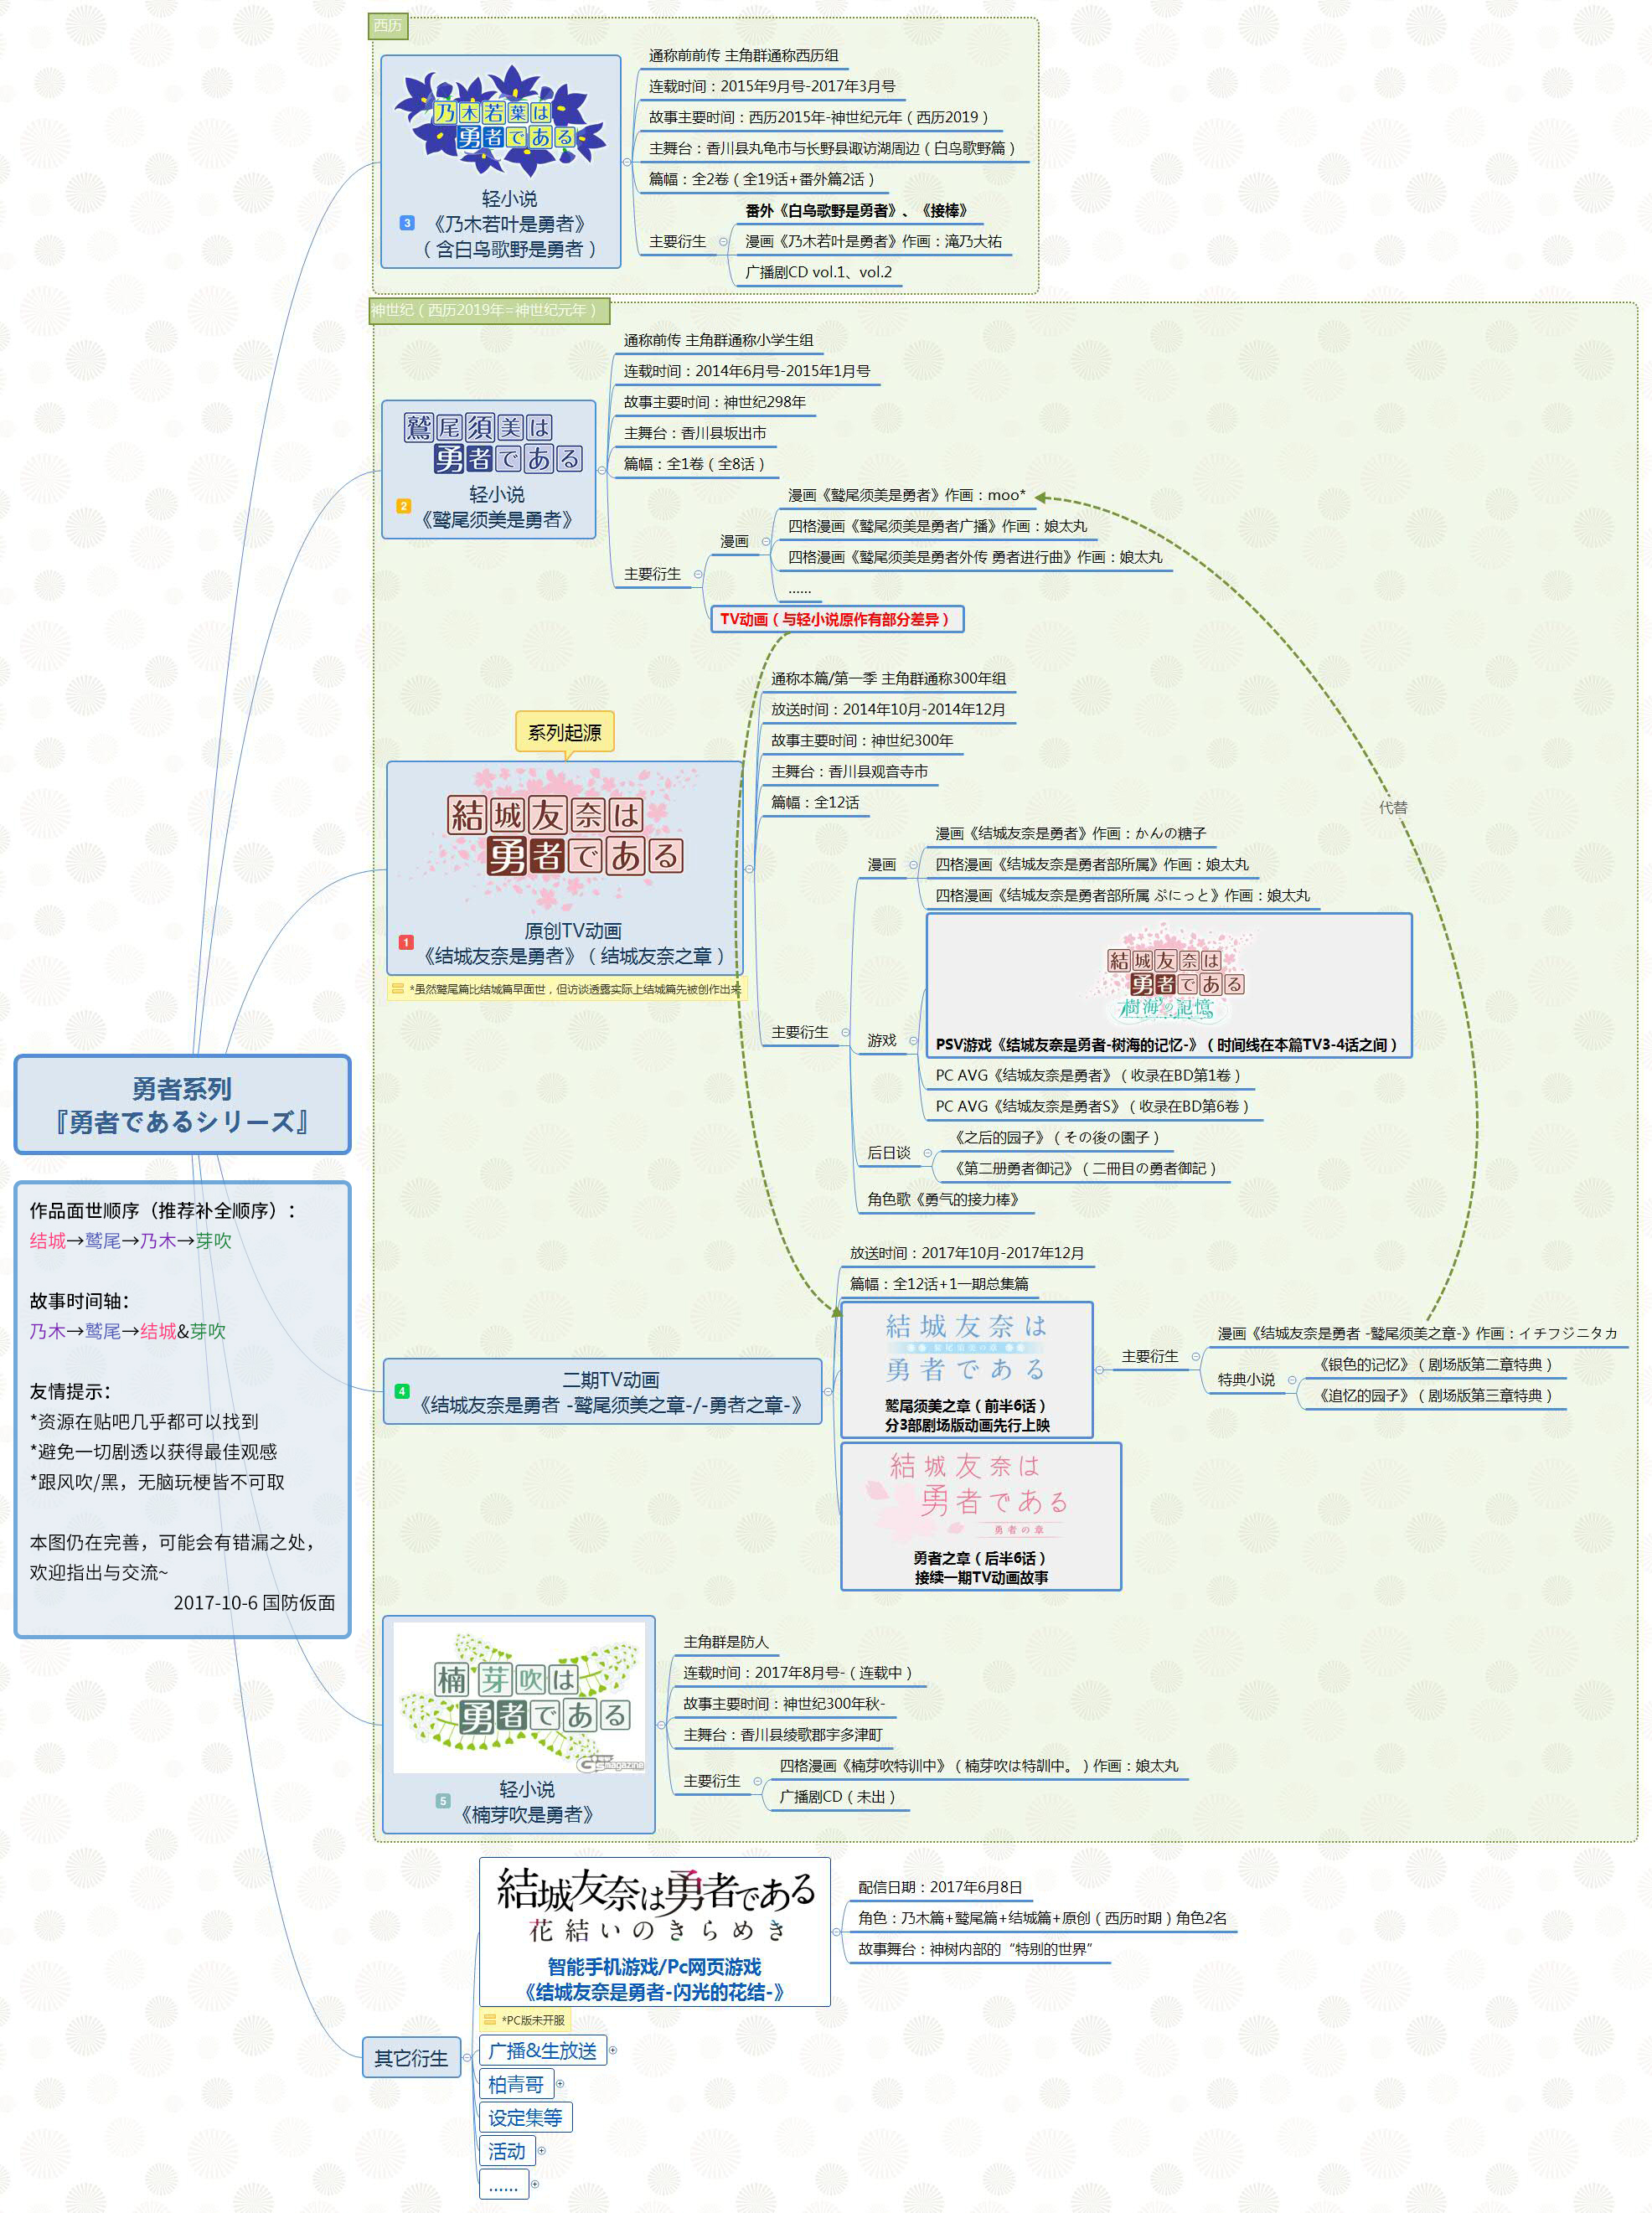 西历
乃木若葉は
勇者である
轻小说
3
《乃木若叶是勇者》
（含白鸟歌野是勇者）
通称前前传 主角群通称西历组
连载时间：2015年9月号-2017年3月号
故事主要时间：西历2015年-神世纪元年（西历2019）
主舞台：香川县丸龟市与长野县诹访湖周边（白鸟歌野篇）
篇幅：全2卷（全19话+番外篇2话）
主要衍生
番外《白鸟歌野是勇者》、《接棒》
漫画《乃木若叶是勇者》作画：滝乃大祐
广播剧CD vol.1、vol.2
神世纪（西历2019年=神世纪元年）
鷲尾須美は
勇者である
轻小说
2
《鹫尾须美是勇者》
通称前传 主角群通称小学生组
连载时间：2014年6月号-2015年1月号
故事主要时间：神世纪298年
主舞台：香川县坂出市
篇幅：全1卷（全8话）
主要衍生
漫画
漫画《鹫尾须美是勇者》作画：moo*
四格漫画《鹫尾须美是勇者广播》作画：娘太丸
四格漫画《鹫尾须美是勇者外传 勇者进行曲》作画：娘太丸
......
TV动画（与轻小说原作有部分差异）
系列起源
結城友奈は
勇者である
原创TV动画
1
《结城友奈是勇者》（结城友奈之章）
*虽然鹫尾篇比结城篇早面世，但访谈透露实际上结城篇先被创作出来
通称本篇/第一季 主角群通称300年组
放送时间：2014年10月-2014年12月
故事主要时间：神世纪300年
主舞台：香川县观音寺市
篇幅：全12话
代替
主要衍生
漫画
漫画《结城友奈是勇者》作画：かんの糖子
四格漫画《结城友奈是勇者部所属》作画：娘太丸
四格漫画《结城友奈是勇者部所属 ぷにっと》作画：娘太丸
游戏
結城友奈は
勇者である
樹海の記憶
PSV游戏《结城友奈是勇者-树海的记忆-》（时间线在本篇TV3-4话之间）
PC AVG《结城友奈是勇者》（收录在BD第1卷）
PC AVG《结城友奈是勇者S》（收录在BD第6卷）
后日谈
《之后的园子》（その後の園子）
《第二册勇者御记》（二冊目の勇者御記）
角色歌《勇气的接力棒》
勇者系列
『勇者であるシリーズ』
作品面世顺序（推荐补全顺序）：
结城→鹫尾→乃木→芽吹
故事时间轴：
乃木→鹫尾→结城&芽吹
友情提示：
*资源在贴吧几乎都可以找到
*避免一切剧透以获得最佳观感
*跟风吹/黑，无脑玩梗皆不可取
本图仍在完善，可能会有错漏之处，
欢迎指出与交流~
2017-10-6 国防仮面
二期TV动画
4
《结城友奈是勇者 -鹫尾须美之章-/-勇者之章-》
放送时间：2017年10月-2017年12月
篇幅：全12话+1一期总集篇
結城友奈は
鷲尾須美の章
勇者である
鹫尾须美之章（前半6话）
分3部剧场版动画先行上映
主要衍生
漫画《结城友奈是勇者 -鹫尾须美之章-》作画：イチフジニタカ
特典小说
《银色的记忆》（剧场版第二章特典）
《追忆的园子》（剧场版第三章特典）
結城友奈は
勇者である
勇者の章
勇者之章（后半6话）
接续一期TV动画故事
楠芽吹は
勇者である
G'smagazine
轻小说
5
《楠芽吹是勇者》
主角群是防人
连载时间：2017年8月号-（连载中）
故事主要时间：神世纪300年秋-
主舞台：香川县绫歌郡宇多津町
主要衍生
四格漫画《楠芽吹特训中》（楠芽吹は特訓中。）作画：娘太丸
广播剧CD（未出）
其它衍生
結城友奈は勇者である
花結いのきらめき
智能手机游戏/Pc网页游戏
《结城友奈是勇者-闪光的花结-》
*PC版未开服
配信日期：2017年6月8日
角色：乃木篇+鹫尾篇+结城篇+原创（西历时期）角色2名
故事舞台：神树内部的“特别的世界”
广播&生放送
柏青哥
设定集等
活动
......